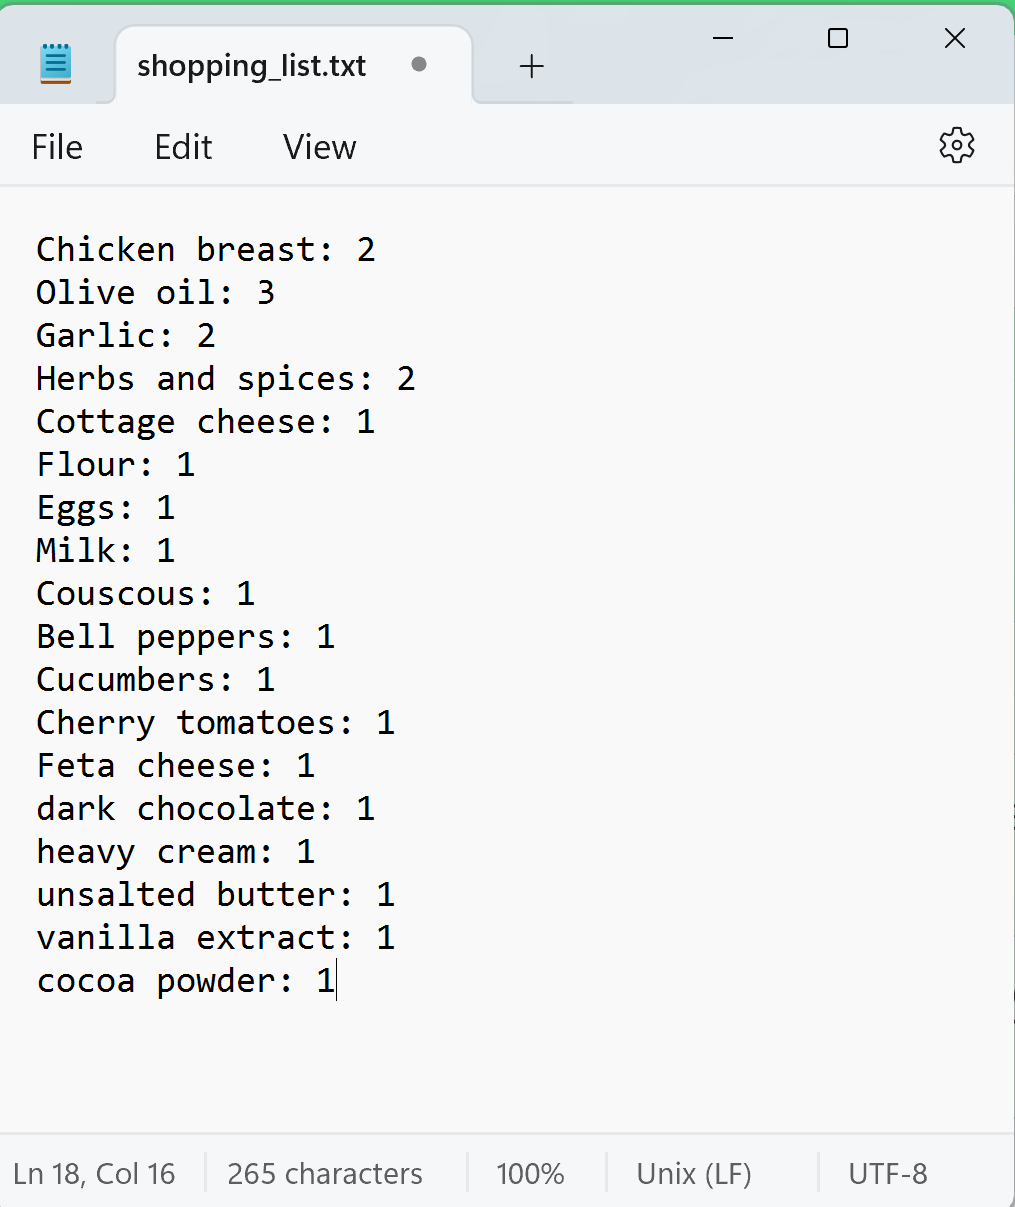 shopping_list.txt
File Edit View
Chicken breast: 2
Olive oil: 3
Garlic: 2
Herbs and spices: 2
Cottage cheese: 1
Flour: 1
Eggs: 1
Milk: 1
Couscous: 1
Bell peppers: 1
Cucumbers: 1
Cherry tomatoes: 1
Feta cheese: 1
dark chocolate: 1
heavy cream: 1
unsalted butter: 1
vanilla extract: 1
cocoa powder: 1
Ln 18, Col 16 265 characters 100% Unix (LF) UTF-8